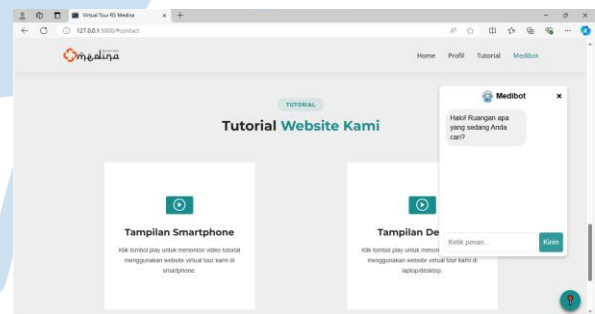 Virtual Tour RS Medina
127.0.0.1:5000/#contact
medina
Home Profil Tutorial Medibot
TUTORIAL
Tutorial Website Kami
Tampilan Smartphone
Klik tombol play untuk menonton video tutorial
menggunakan website virtual tour kami di
smartphone.
Tampilan De
Klik tombol play untuk menon
menggunakan website virtual tour kami di
laptop/desktop.
Medibot
Halo! Ruangan apa
yang sedang Anda
cari?
Ketik pesan...
Kirim